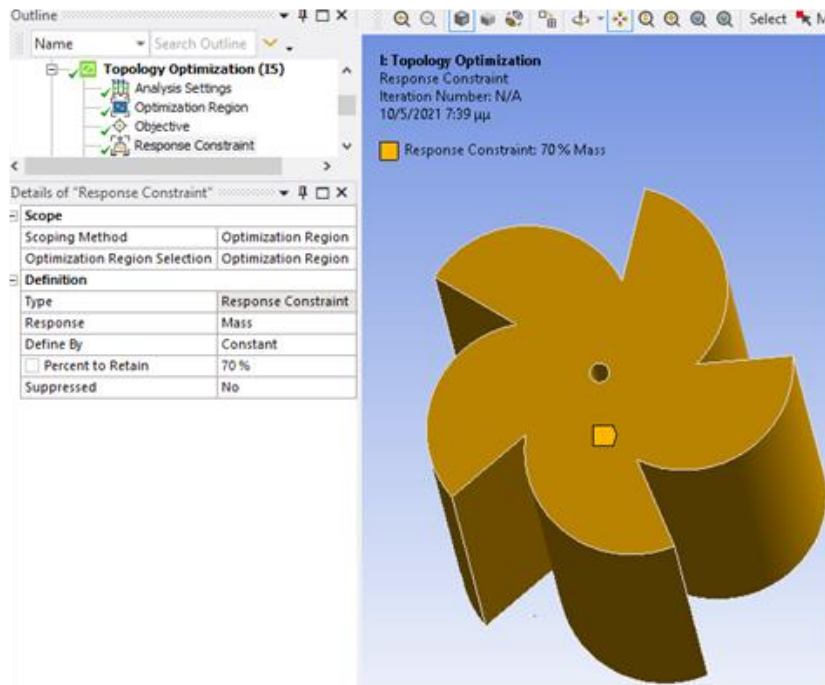 Outline
Name
Search Outline
Topology Optimization (I5)
Analysis Settings
Optimization Region
Objective
Response Constraint
Details of "Response Constraint"
Scope
Scoping Method Optimization Region
Optimization Region Selection Optimization Region
Definition
Type Response Constraint
Response Mass
Define By Constant
Percent to Retain 70 %
Suppressed No
Select
I: Topology Optimization
Response Constraint
Iteration Number: N/A
10/5/2021 7:39 μμ
Response Constraint: 70 % Mass